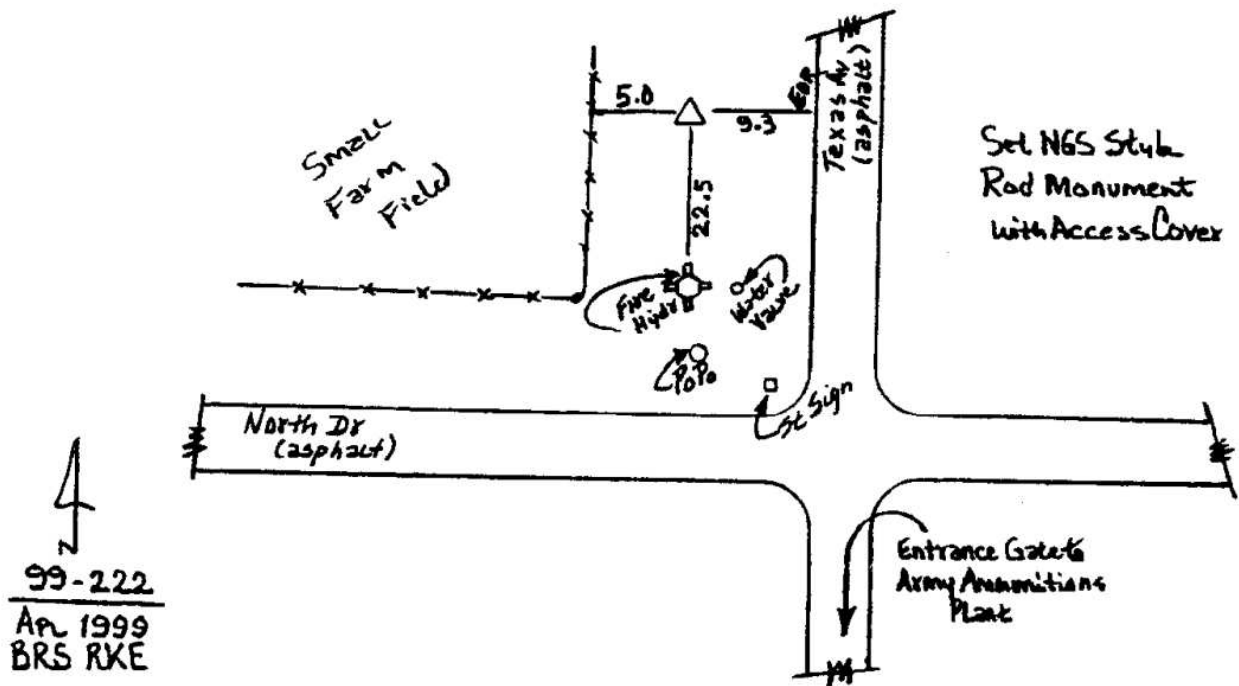 5.0
9.3
EOP
Texas Av
(asphalt)
22.5
Small
Farm
Field
Set NGS Style
Rod Monument
with Access Cover
Fire
Hydr
Water
Valve
PoPo
St Sign
North Dr
(asphalt)
Entrance Gate to
Army Ammunitions
Plant
N
99-222
Apr 1999
BRS RKE